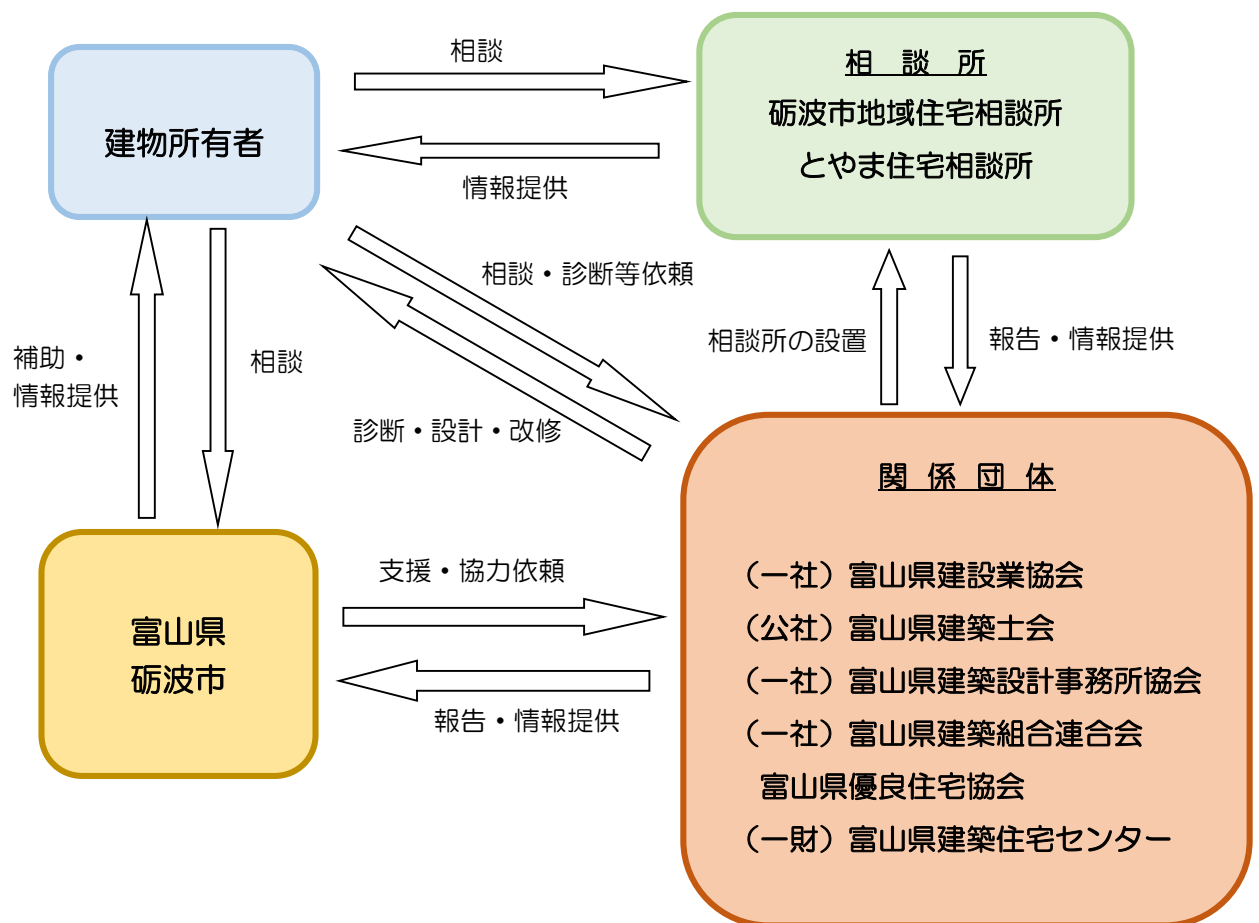 相談
相 談 所
砺波市地域住宅相談所
とやま住宅相談所
建物所有者
情報提供
相談・診断等依頼
補助・
情報提供
相談
相談所の設置
報告・情報提供
診断・設計・改修
関 係 団 体
支援・協力依頼
富山県
砺波市
報告・情報提供
（一社）富山県建設業協会
（公社）富山県建築士会
（一社）富山県建築設計事務所協会
（一社）富山県建築組合連合会
富山県優良住宅協会
（一財）富山県建築住宅センター